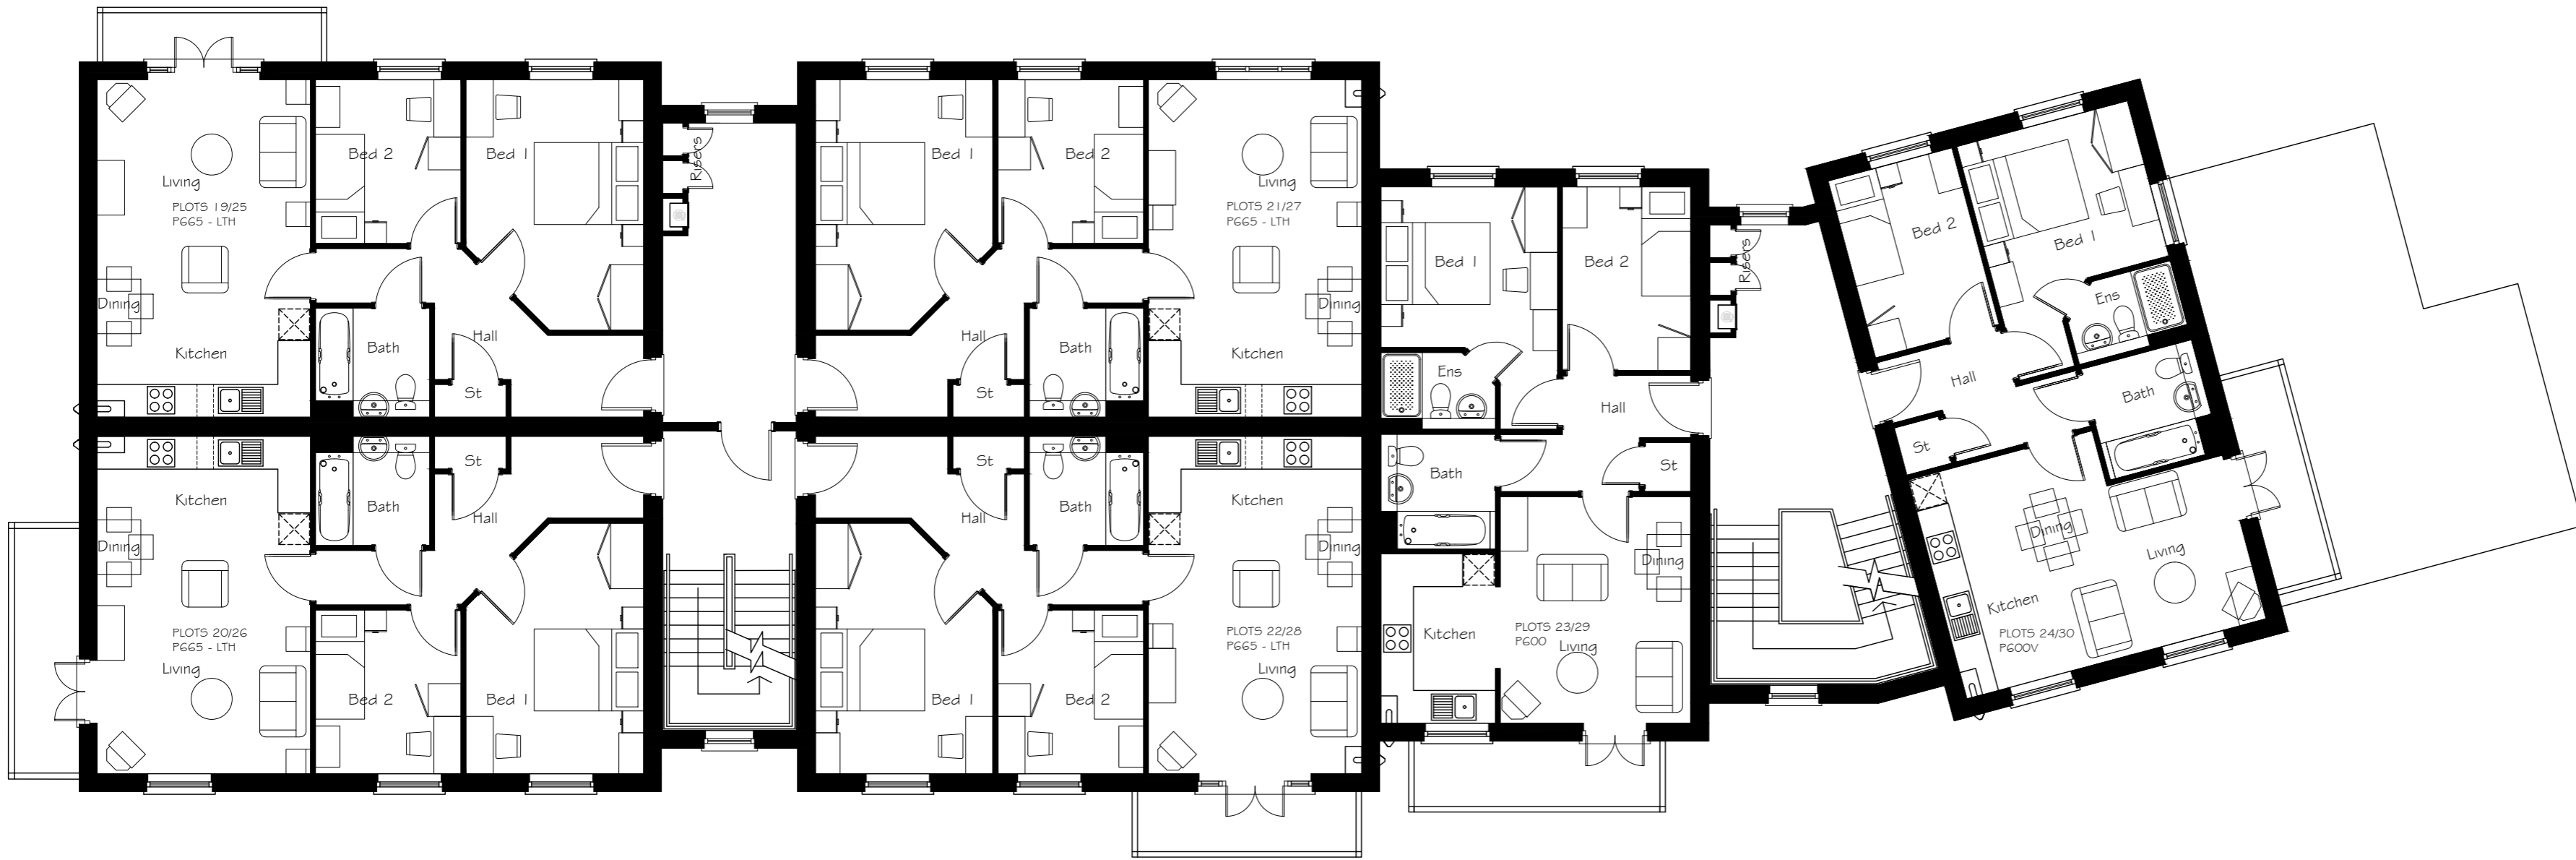 Living
PLOTS 19/25
P665 - LTH
Dining
Kitchen
Bed 2
Bed 1
Bath
Hall
St
Risers
Bed 1
Bed 2
Living
PLOTS 21/27
P665 - LTH
Dining
Kitchen
Hall
Bath
St
Kitchen
Dining
PLOTS 20/26
P665 - LTH
Living
Bath
St
Hall
Bed 2
Bed 1
St
Hall
Bath
Bed 1
Bed 2
Kitchen
Dining
PLOTS 22/28
P665 - LTH
Living
Bed 1
Bed 2
Ens
Hall
Bath
St
Dining
Kitchen
PLOTS 23/29
P600
Living
Risers
Bed 2
Bed 1
Ens
Hall
Bath
St
Dining
Living
Kitchen
PLOTS 24/30
P600V